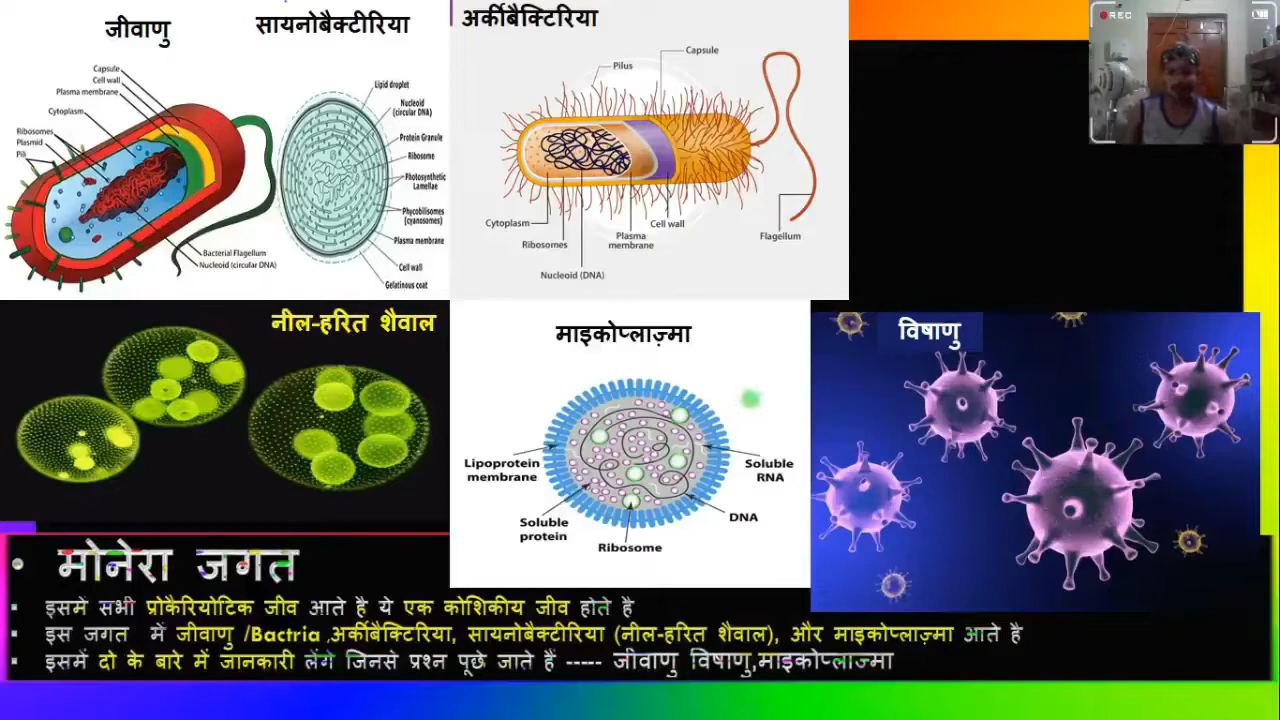 जीवाणु
सायनोबैक्टीरिया
अर्कीबैक्टिरिया
REC
Capsule
Cell wall
Plasma membrane
Cytoplasm
Ribosomes
Plasmid
Pili
Bacterial Flagellum
Nucleoid (circular DNA)
Lipid droplet
Nucleoid
(circular DNA)
Protein Granule
Ribosome
Photosynthetic
Lamellae
Phycobilisomes
(cyanosomes)
Plasma membrane
Cell wall
Gelatinous coat
Capsule
Pilus
Cytoplasm
Ribosomes
Nucleoid (DNA)
Plasma
membrane
Cell wall
Flagellum
नील-हरित शैवाल
माइकोप्लाज़्मा
Lipoprotein
membrane
Soluble
protein
Ribosome
DNA
Soluble
RNA
विषाणु
• मोनेरा जगत
▪ इसमें सभी प्रोकैरियोटिक जीव आते है ये एक कोशिकीय जीव होते है
▪ इस जगत में जीवाणु /Bactria ,अर्कीबैक्टिरिया, सायनोबैक्टीरिया (नील-हरित शैवाल), और माइकोप्लाज़्मा आते है
▪ इसमें दो के बारे में जानकारी लेंगे जिनसे प्रश्न पूछे जाते हैं ----- जीवाणु विषाणु,माइकोप्लाज्मा